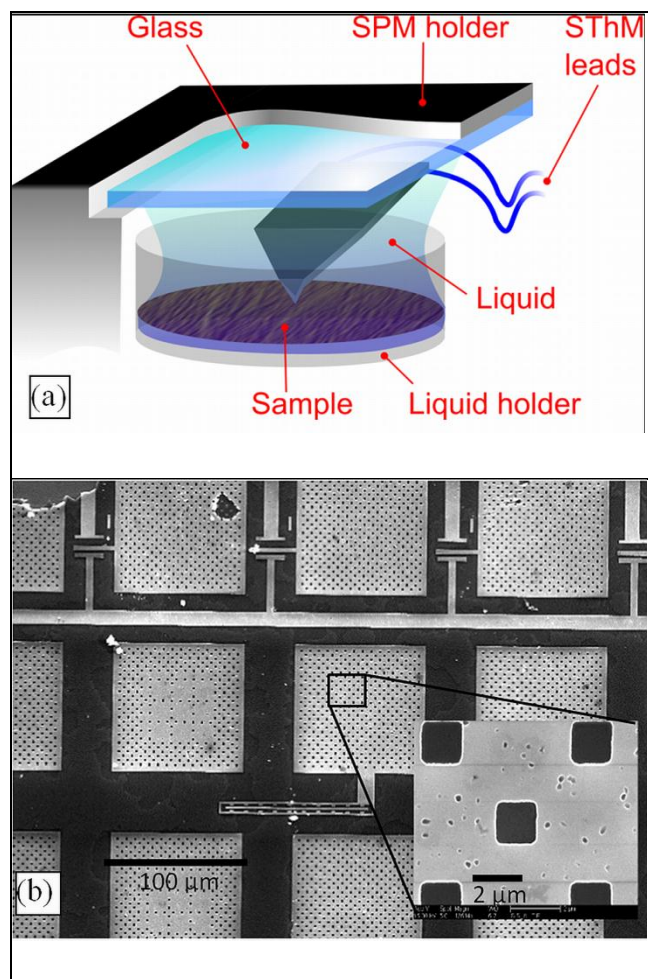 Glass
SPM holder
SThM
leads
Liquid
Sample
Liquid holder
(a)
100 µm
2 µm
(b)